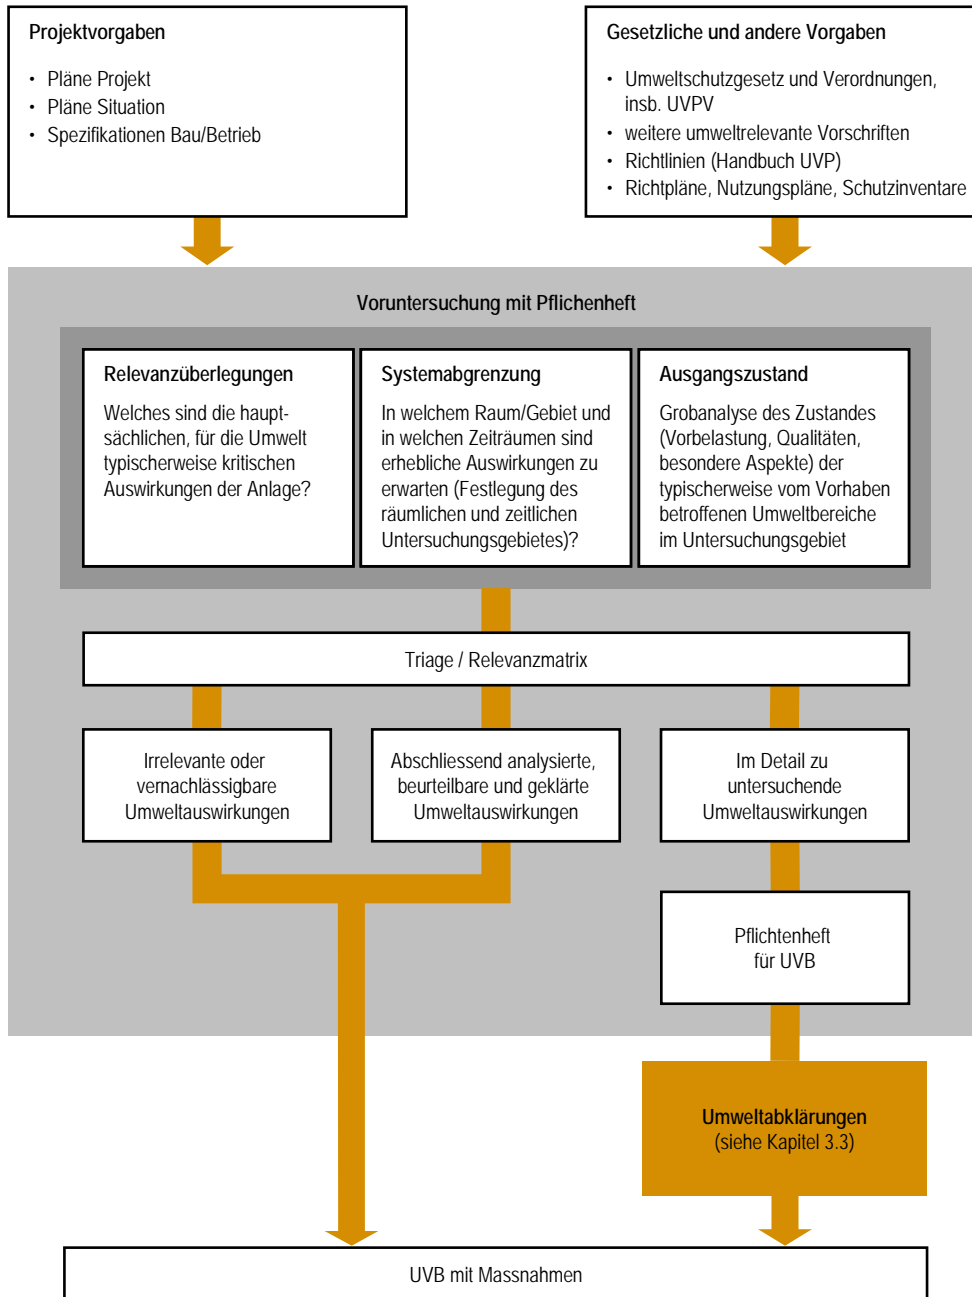 Projektvorgaben
• Pläne Projekt
• Pläne Situation
• Spezifikationen Bau/Betrieb
Gesetzliche und andere Vorgaben
• Umweltschutzgesetz und Verordnungen,
insb. UVPV
• weitere umweltrelevante Vorschriften
• Richtlinien (Handbuch UVP)
• Richtpläne, Nutzungspläne, Schutzinventare
Voruntersuchung mit Pflichenheft
Relevanzüberlegungen
Welches sind die haupt-
sächlichen, für die Umwelt
typischerweise kritischen
Auswirkungen der Anlage?
Systemabgrenzung
In welchem Raum/Gebiet und
in welchen Zeiträumen sind
erhebliche Auswirkungen zu
erwarten (Festlegung des
räumlichen und zeitlichen
Untersuchungsgebietes)?
Ausgangszustand
Grobanalyse des Zustandes
(Vorbelastung, Qualitäten,
besondere Aspekte) der
typischerweise vom Vorhaben
betroffenen Umweltbereiche
im Untersuchungsgebiet
Triage / Relevanzmatrix
Irrelevante oder
vernachlässigbare
Umweltauswirkungen
Abschliessend analysierte,
beurteilbare und geklärte
Umweltauswirkungen
Im Detail zu
untersuchende
Umweltauswirkungen
Pflichtenheft
für UVB
Umweltabklärungen
(siehe Kapitel 3.3)
UVB mit Massnahmen